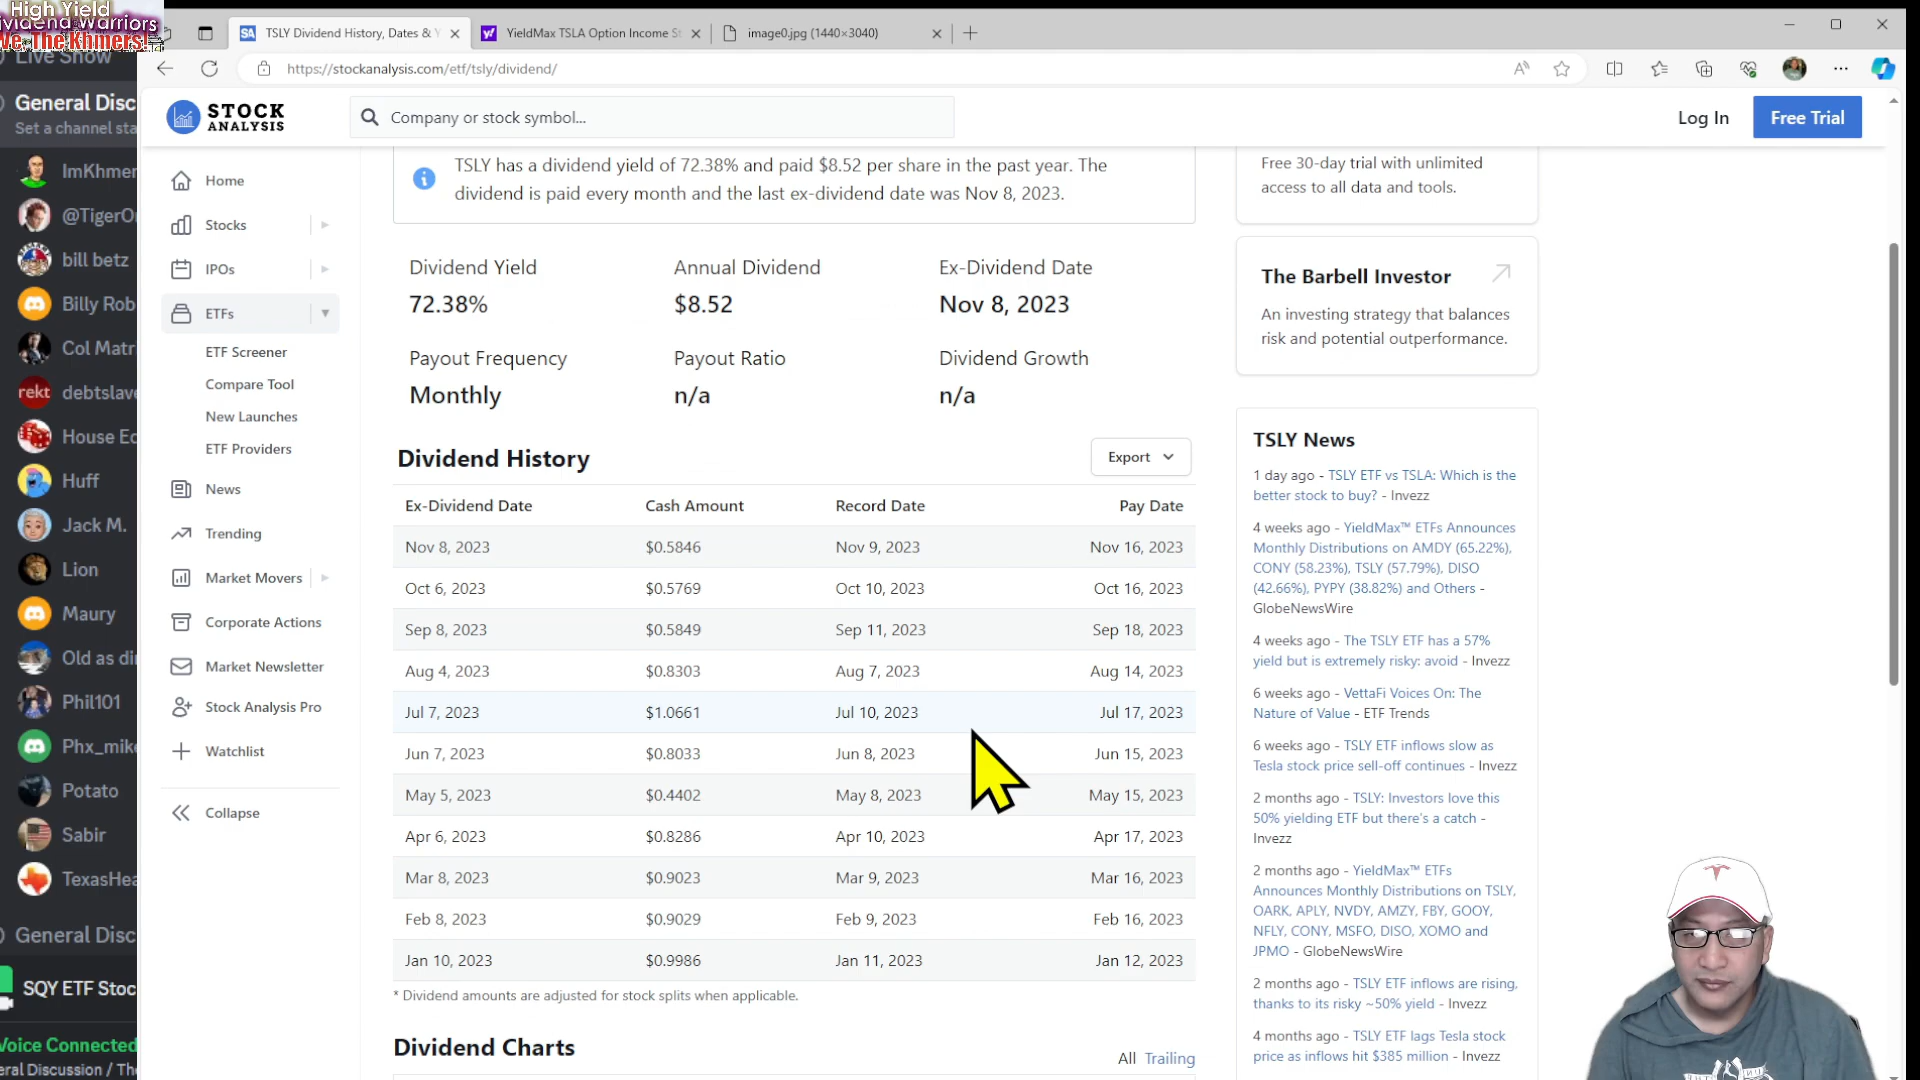 High Yield
Dividend Warriors
We, The Khmers!
Live Show
General Disc
Set a channel sta
ImKhmer
@TigerOr
bill betz
Billy Rob
Col Matri
rekt
debtslave
House Ec
Huff
Jack M.
Lion
Maury
Old as di
Phil101
Phx_mike
Potato
Sabir
TexasHea
General Disc
SQY ETF Stoc
Voice Connected
eral Discussion / Th
SA TSLY Dividend History, Dates & Y
YieldMax TSLA Option Income St
image0.jpg (1440×3040)
https://stockanalysis.com/etf/tsly/dividend/
STOCK
ANALYSIS
Company or stock symbol...
Log In
Free Trial
Home
Stocks
IPOs
ETFs
ETF Screener
Compare Tool
New Launches
ETF Providers
News
Trending
Market Movers
Corporate Actions
Market Newsletter
Stock Analysis Pro
Watchlist
Collapse
TSLY has a dividend yield of 72.38% and paid $8.52 per share in the past year. The
dividend is paid every month and the last ex-dividend date was Nov 8, 2023.
Dividend Yield Annual Dividend Ex-Dividend Date
72.38% $8.52 Nov 8, 2023
Payout Frequency Payout Ratio Dividend Growth
Monthly n/a n/a
Dividend History
Export
Ex-Dividend Date Cash Amount Record Date Pay Date
Nov 8, 2023 $0.5846 Nov 9, 2023 Nov 16, 2023
Oct 6, 2023 $0.5769 Oct 10, 2023 Oct 16, 2023
Sep 8, 2023 $0.5849 Sep 11, 2023 Sep 18, 2023
Aug 4, 2023 $0.8303 Aug 7, 2023 Aug 14, 2023
Jul 7, 2023 $1.0661 Jul 10, 2023 Jul 17, 2023
Jun 7, 2023 $0.8033 Jun 8, 2023 Jun 15, 2023
May 5, 2023 $0.4402 May 8, 2023 May 15, 2023
Apr 6, 2023 $0.8286 Apr 10, 2023 Apr 17, 2023
Mar 8, 2023 $0.9023 Mar 9, 2023 Mar 16, 2023
Feb 8, 2023 $0.9029 Feb 9, 2023 Feb 16, 2023
Jan 10, 2023 $0.9986 Jan 11, 2023 Jan 12, 2023
* Dividend amounts are adjusted for stock splits when applicable.
Dividend Charts
All Trailing
Free 30-day trial with unlimited
access to all data and tools.
The Barbell Investor
An investing strategy that balances
risk and potential outperformance.
TSLY News
1 day ago - TSLY ETF vs TSLA: Which is the
better stock to buy? - Invezz
4 weeks ago - YieldMax™ ETFs Announces
Monthly Distributions on AMDY (65.22%),
CONY (58.23%), TSLY (57.79%), DISO
(42.66%), PYPY (38.82%) and Others -
GlobeNewsWire
4 weeks ago - The TSLY ETF has a 57%
yield but is extremely risky: avoid - Invezz
6 weeks ago - VettaFi Voices On: The
Nature of Value - ETF Trends
6 weeks ago - TSLY ETF inflows slow as
Tesla stock price sell-off continues - Invezz
2 months ago - TSLY: Investors love this
50% yielding ETF but there's a catch -
Invezz
2 months ago - YieldMax™ ETFs
Announces Monthly Distributions on TSLY,
OARK, APLY, NVDY, AMZY, FBY, GOOY,
NFLY, CONY, MSFO, DISO, XOMO and
JPMO - GlobeNewsWire
2 months ago - TSLY ETF inflows are rising,
thanks to its risky ~50% yield - Invezz
4 months ago - TSLY ETF lags Tesla stock
price as inflows hit $385 million - Invezz